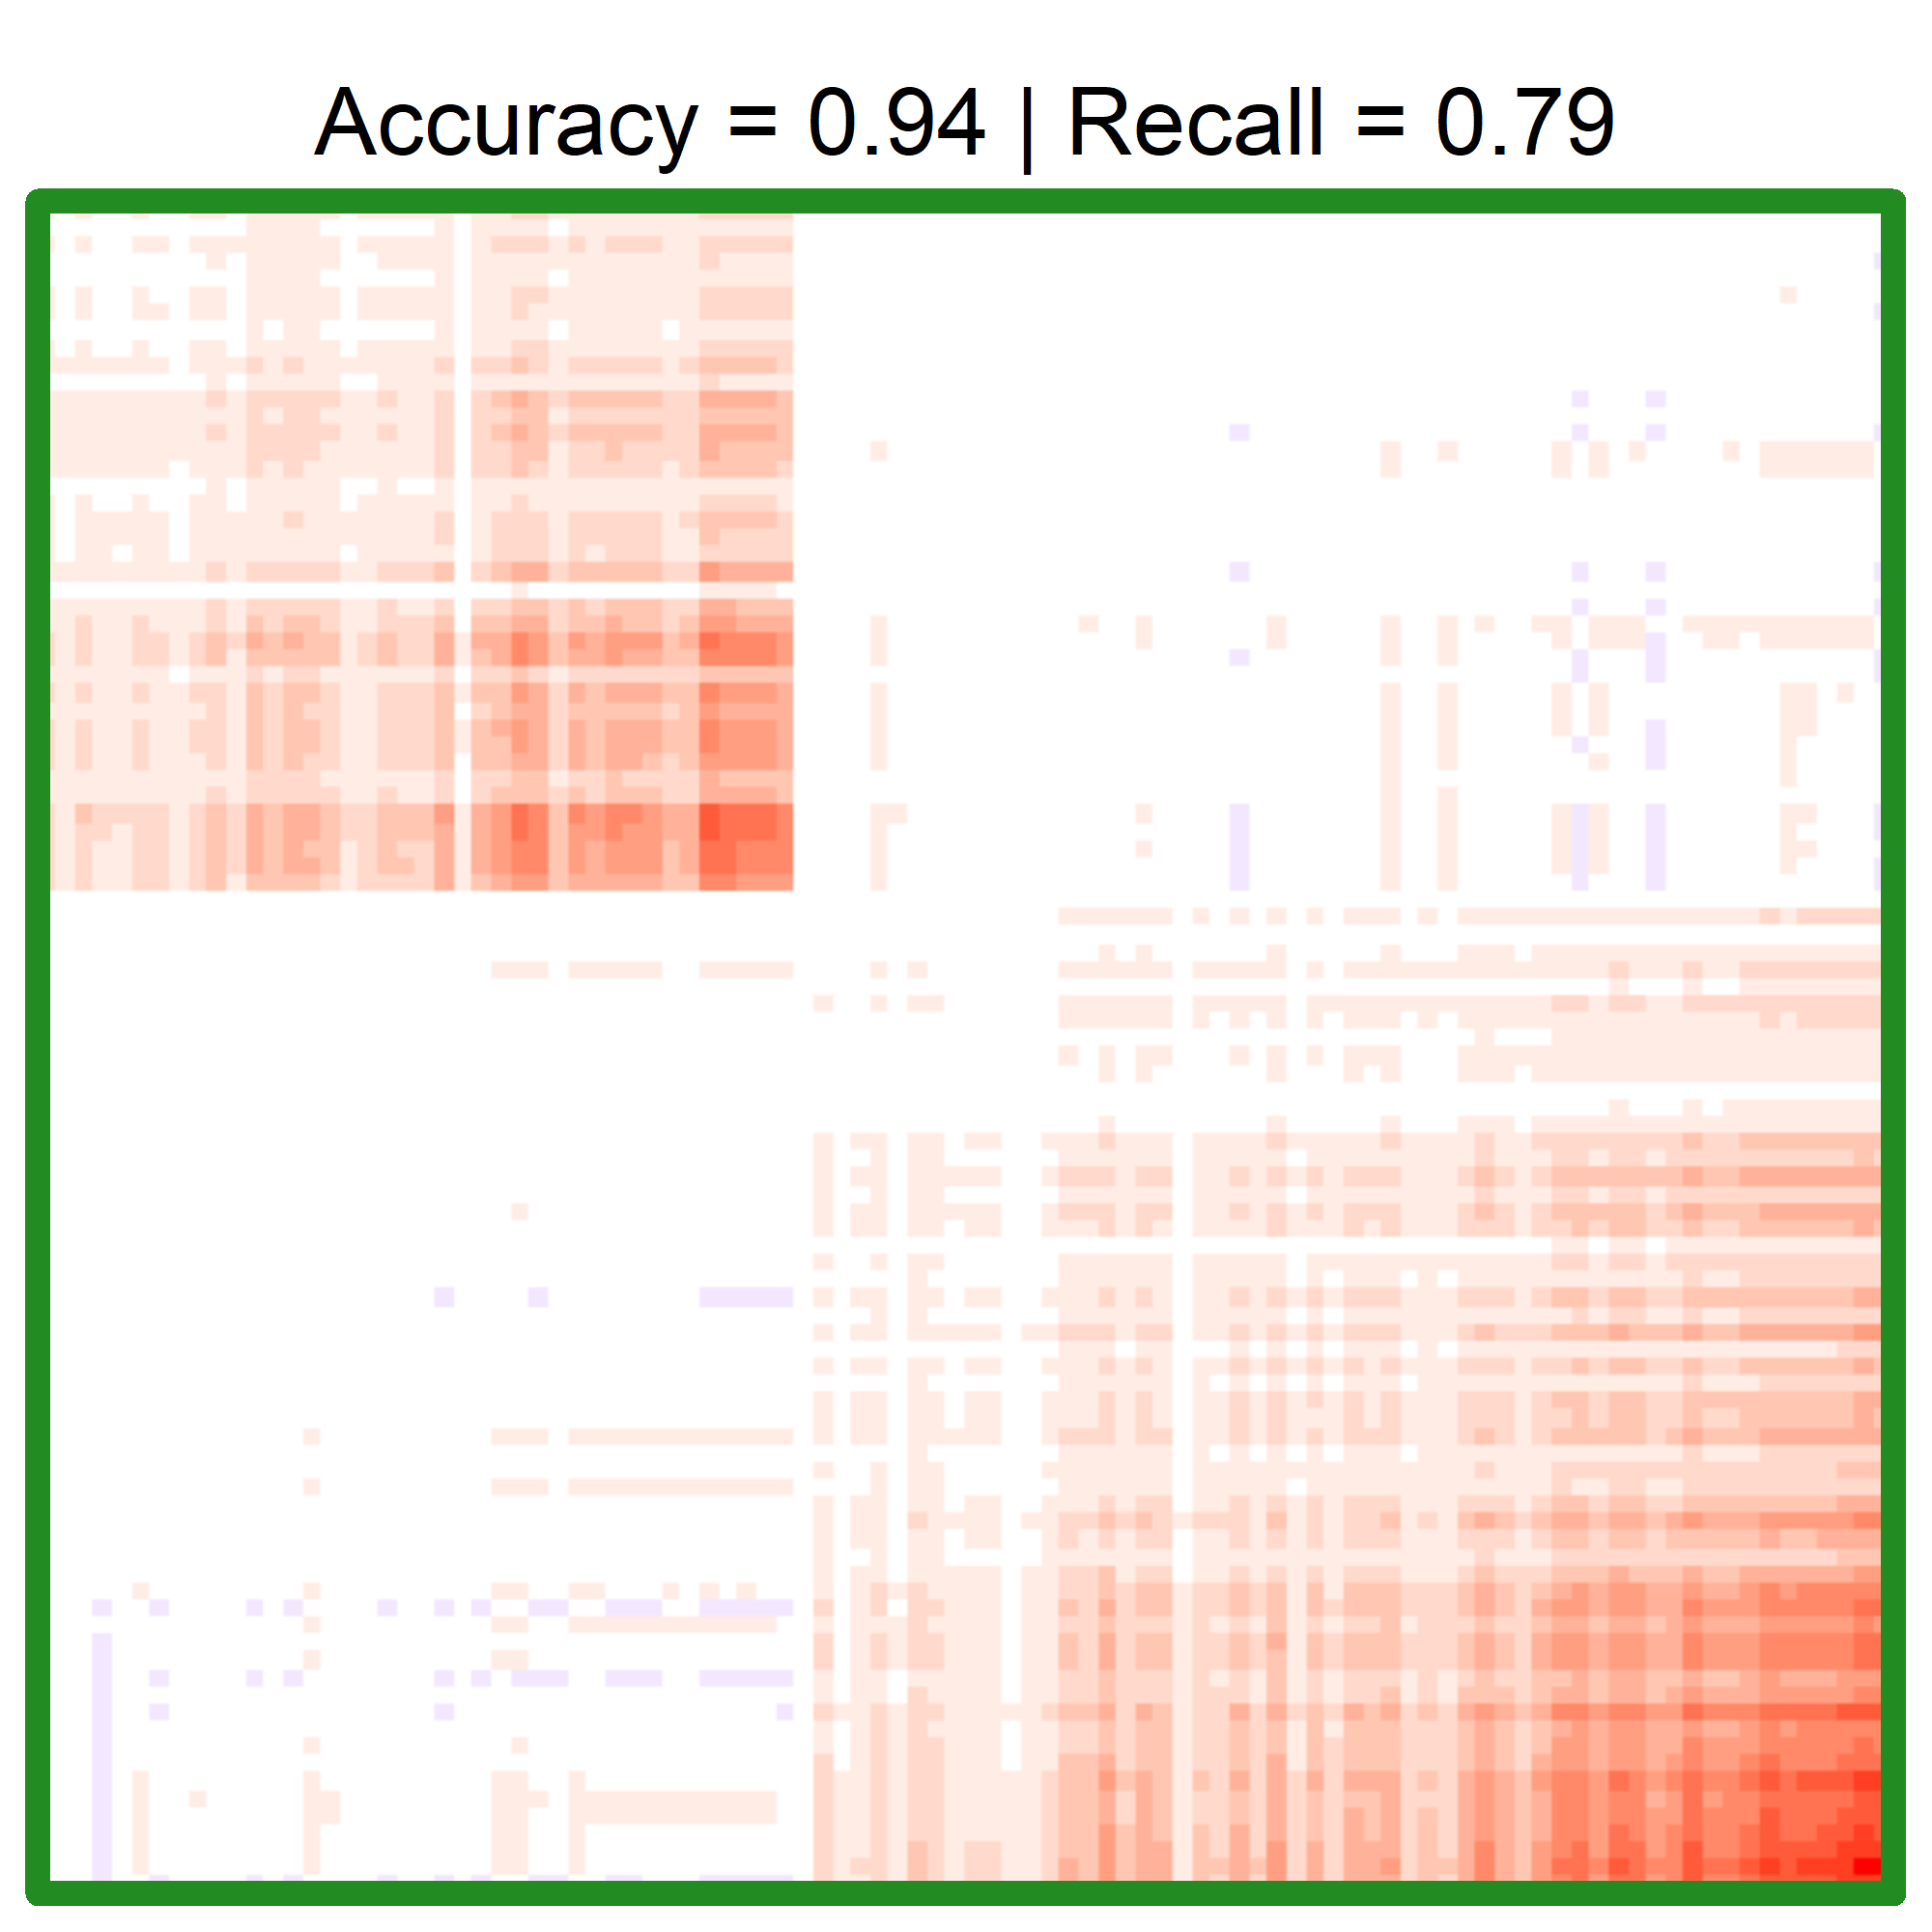 Accuracy = 0.94 | Recall = 0.79